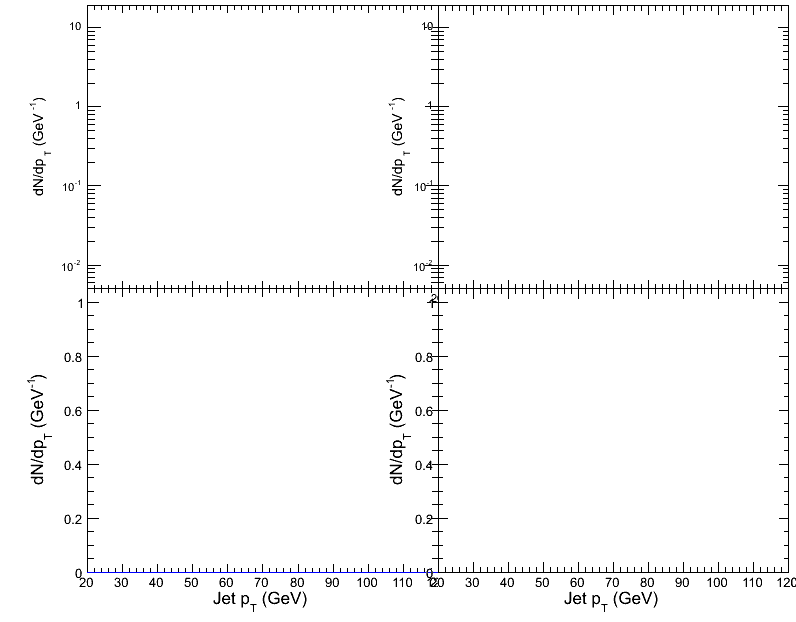 10 10
1 1
10⁻¹ 10⁻¹
10⁻² 10⁻²
dN/dp_T (GeV⁻¹) dN/dp_T (GeV⁻¹)
1
0.8 0.8
0.6 0.6
0.4 0.4
0.2 0.2
dN/dp_T (GeV⁻¹) dN/dp_T (GeV⁻¹)
0 0
20 30 40 50 60 70 80 90 100 110 20 30 40 50 60 70 80 90 100 110 120
Jet p_T (GeV) Jet p_T (GeV)